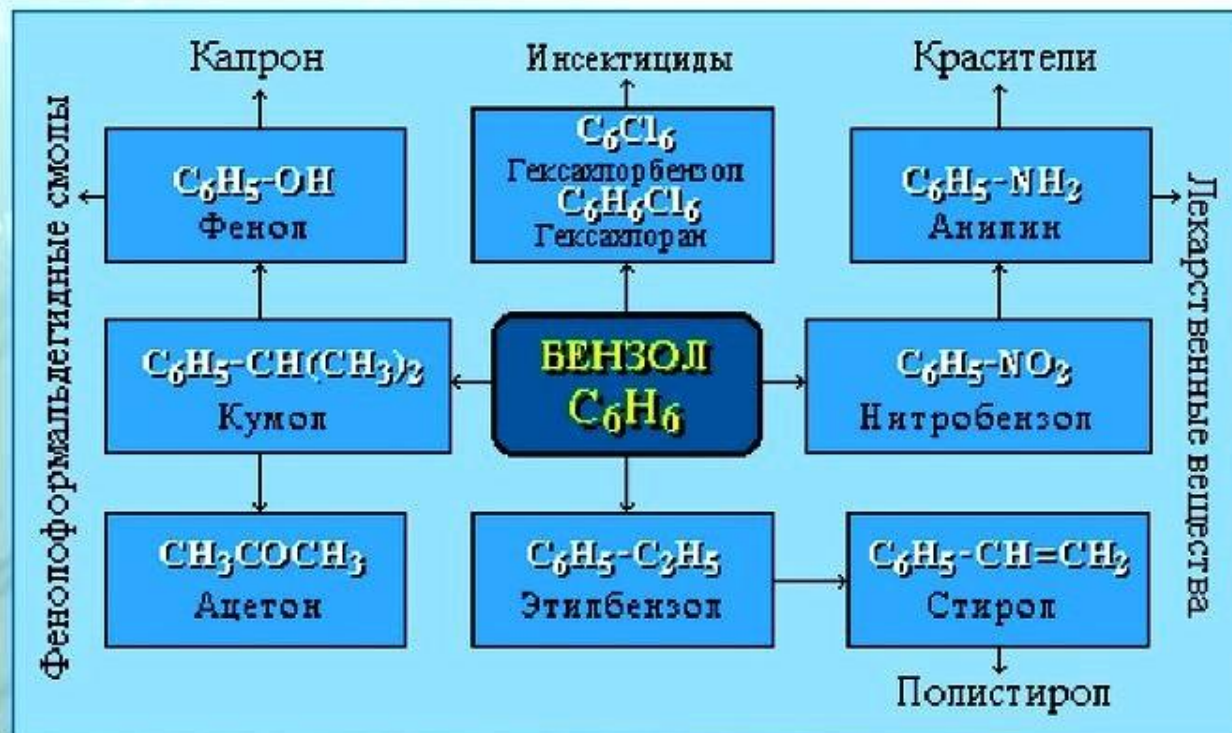 Капрон
Инсектициды
Красители
Фенолоформальдегидные смолы
C₆H₅-OH
Фенол
C₆Cl₆
Гексахлорбензол
C₆H₆Cl₆
Гексахлоран
C₆H₅-NH₂
Анилин
Лекарственные вещества
C₆H₅-CH(CH₃)₂
Кумол
БЕНЗОЛ
C₆H₆
C₆H₅-NO₂
Нитробензол
CH₃COCH₃
Ацетон
C₆H₅-C₂H₅
Этилбензол
C₆H₅-CH=CH₂
Стирол
Полистирол